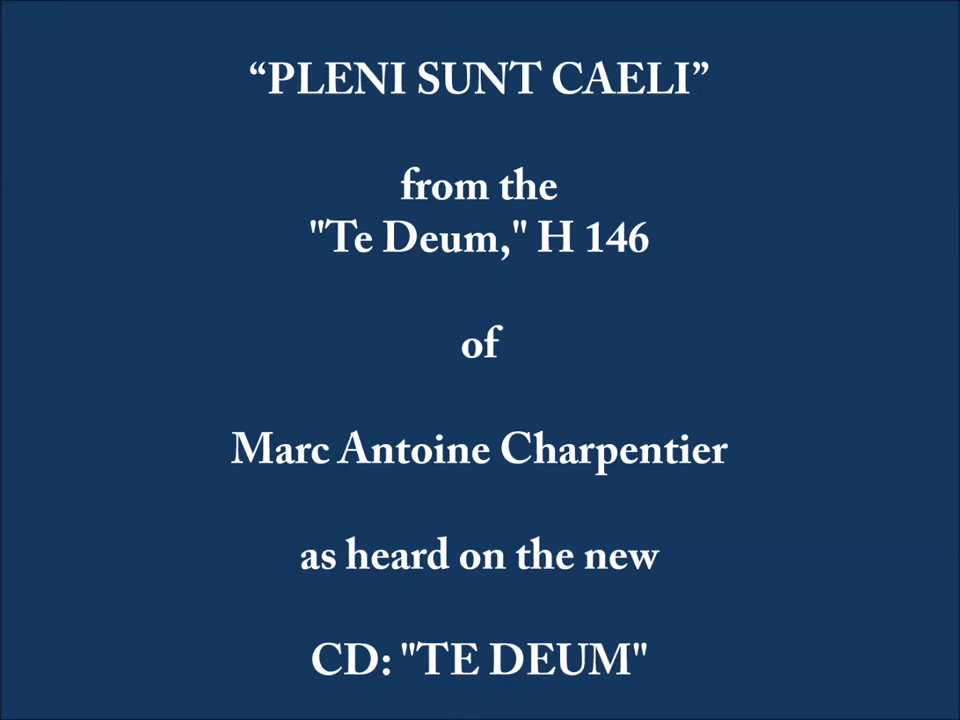 “PLENI SUNT CAELI”
from the
"Te Deum," H 146
of
Marc Antoine Charpentier
as heard on the new
CD: "TE DEUM"